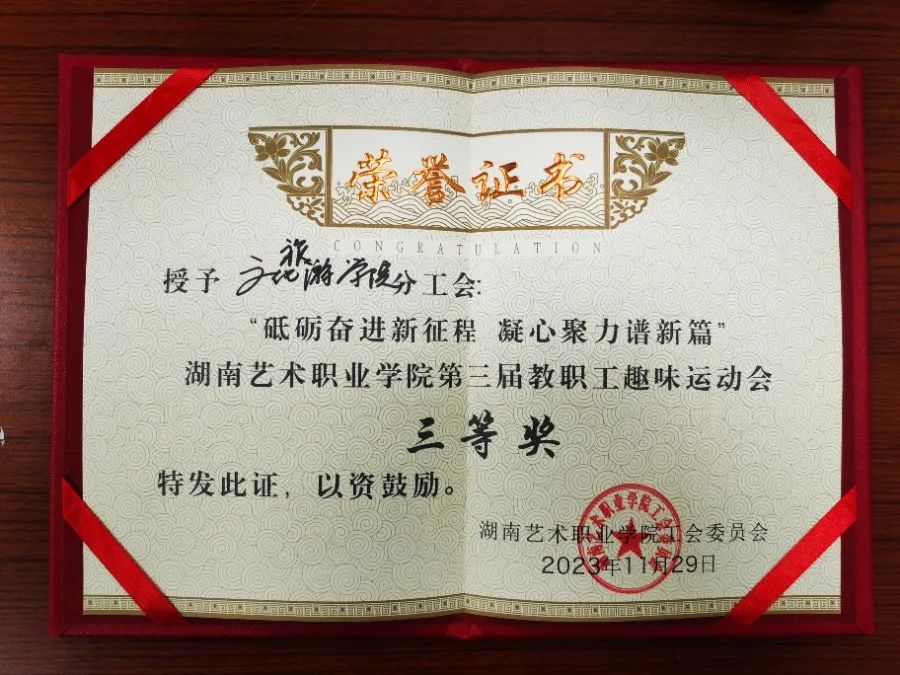 荣誉证书
CONGRATULATION
授予 文化旅游学院分工会:
“砥砺奋进新征程 凝心聚力谱新篇”
湖南艺术职业学院第三届教职工趣味运动会
三等奖
特发此证，以资鼓励。
湖南艺术职业学院工会委员会
2023年11月29日